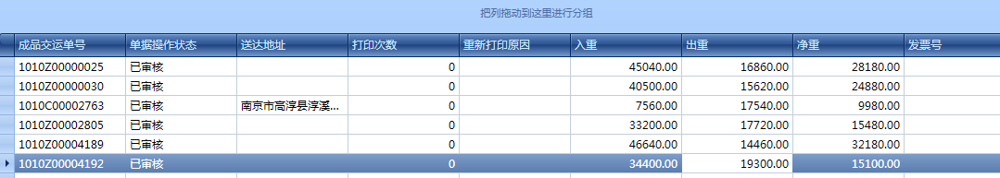 把列拖动到这里进行分组
成品交运单号 单据操作状态 送达地址 打印次数 重新打印原因 入重 出重 净重 发票号
1010Z00000025 已审核 0 45040.00 16860.00 28180.00
1010Z00000030 已审核 0 40500.00 15620.00 24880.00
1010C00002763 已审核 南京市高淳县淳溪... 0 7560.00 17540.00 9980.00
1010Z00002805 已审核 0 33200.00 17720.00 15480.00
1010Z00004189 已审核 0 46640.00 14460.00 32180.00
1010Z00004192 已审核 0 34400.00 19300.00 15100.00